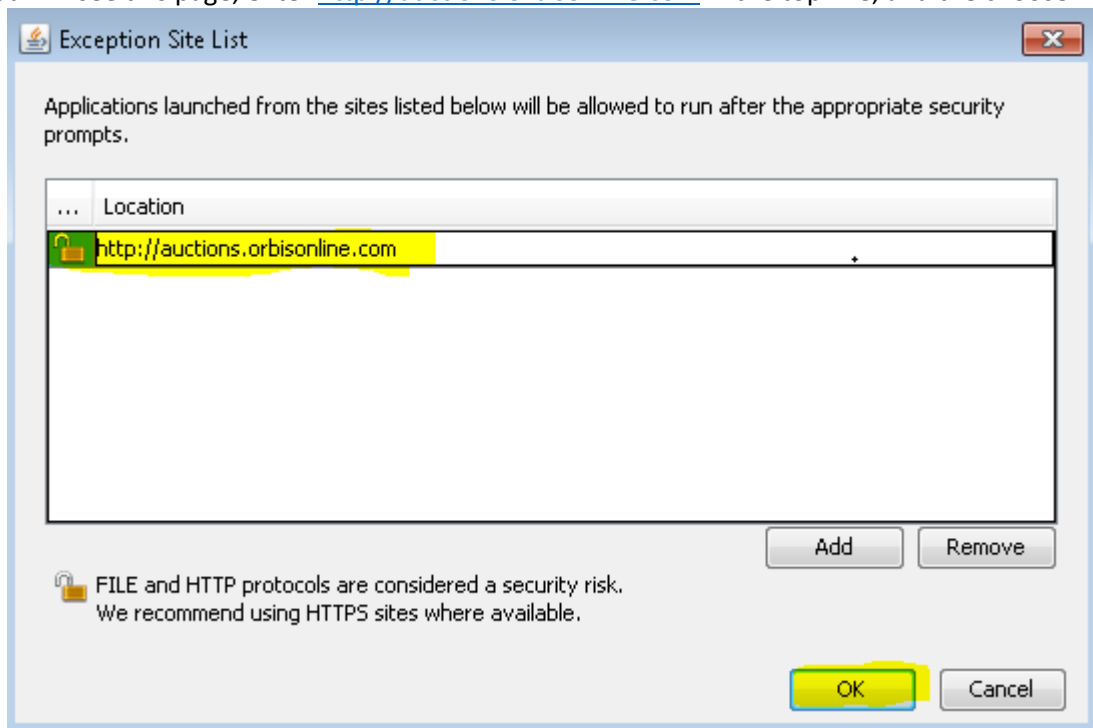 Exception Site List
Applications launched from the sites listed below will be allowed to run after the appropriate security
prompts.
... Location
http://auctions.orbisonline.com
Add Remove
FILE and HTTP protocols are considered a security risk.
We recommend using HTTPS sites where available.
OK Cancel